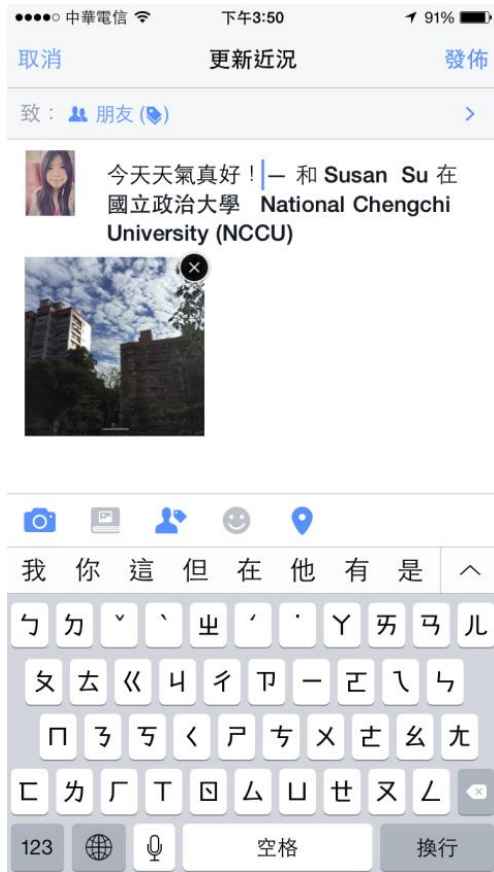 中華電信 下午3:50 91%
取消 更新近況 發佈
致： 朋友 ()
今天天氣真好！— 和 Susan Su 在
國立政治大學 National Chengchi
University (NCCU)
我 你 這 但 在 他 有 是
ㄅ ㄉ ˇ ˋ ㄓ ˊ ˙ ㄚ ㄞ ㄢ ㄦ
ㄆ ㄊ ㄍ ㄐ ㄔ ㄗ ㄧ ㄛ ㄟ ㄣ
ㄇ ㄋ ㄎ ㄑ ㄕ ㄘ ㄨ ㄜ ㄠ ㄤ
ㄈ ㄌ ㄏ ㄒ ㄖ ㄙ ㄩ ㄝ ㄡ ㄥ
123 空格 換行